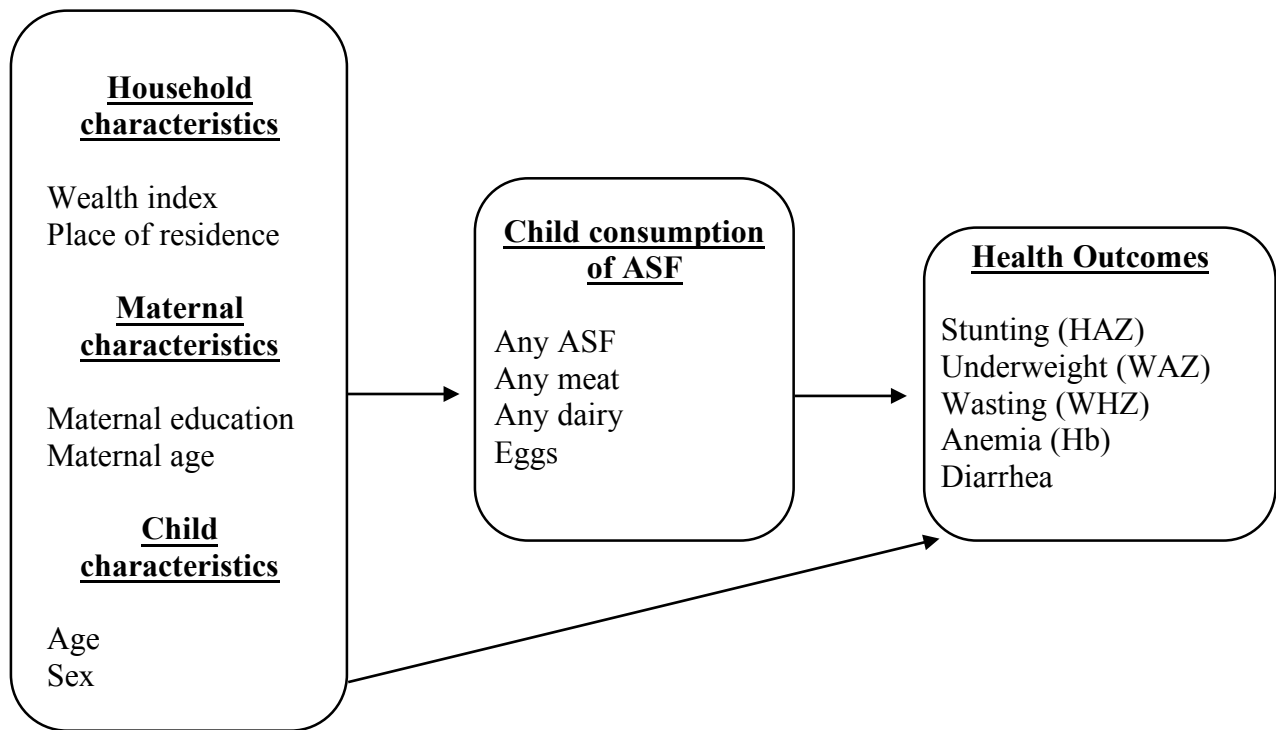 Household
characteristics
Wealth index
Place of residence
Maternal
characteristics
Maternal education
Maternal age
Child
characteristics
Age
Sex
Child consumption
of ASF
Any ASF
Any meat
Any dairy
Eggs
Health Outcomes
Stunting (HAZ)
Underweight (WAZ)
Wasting (WHZ)
Anemia (Hb)
Diarrhea